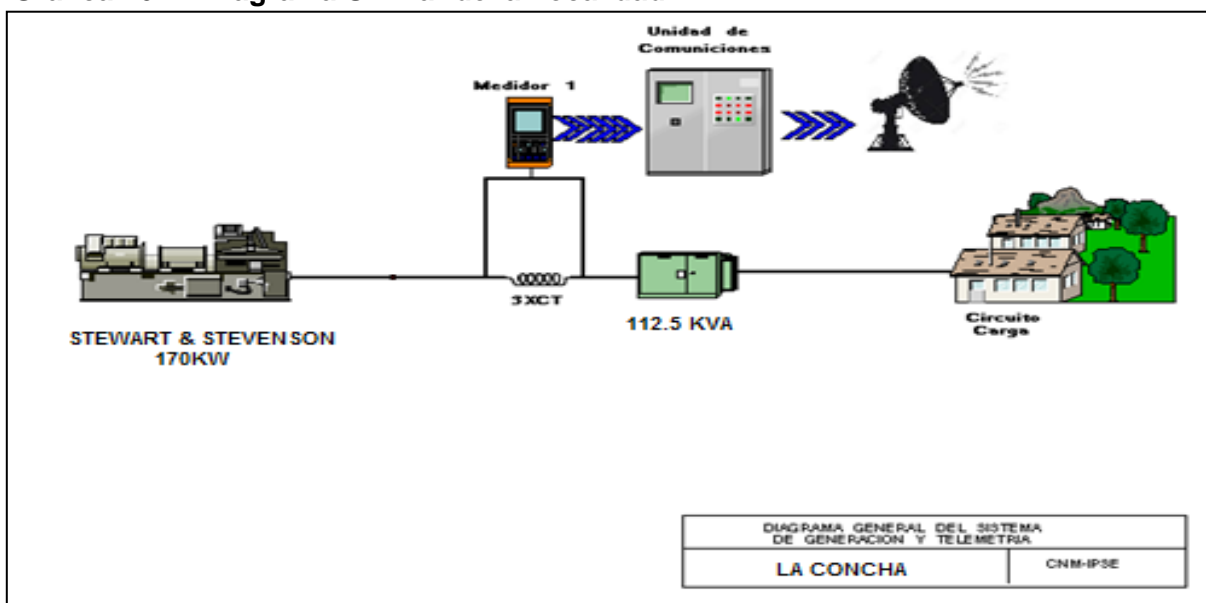 Unidad de
Comuniciones
Medidor 1
3XCT
STEWART & STEVENSON
170KW
112.5 KVA
Circuito
Carga
DIAGRAMA GENERAL DEL SISTEMA
DE GENERACION Y TELEMETRIA
LA CONCHA
CNM-IPSE